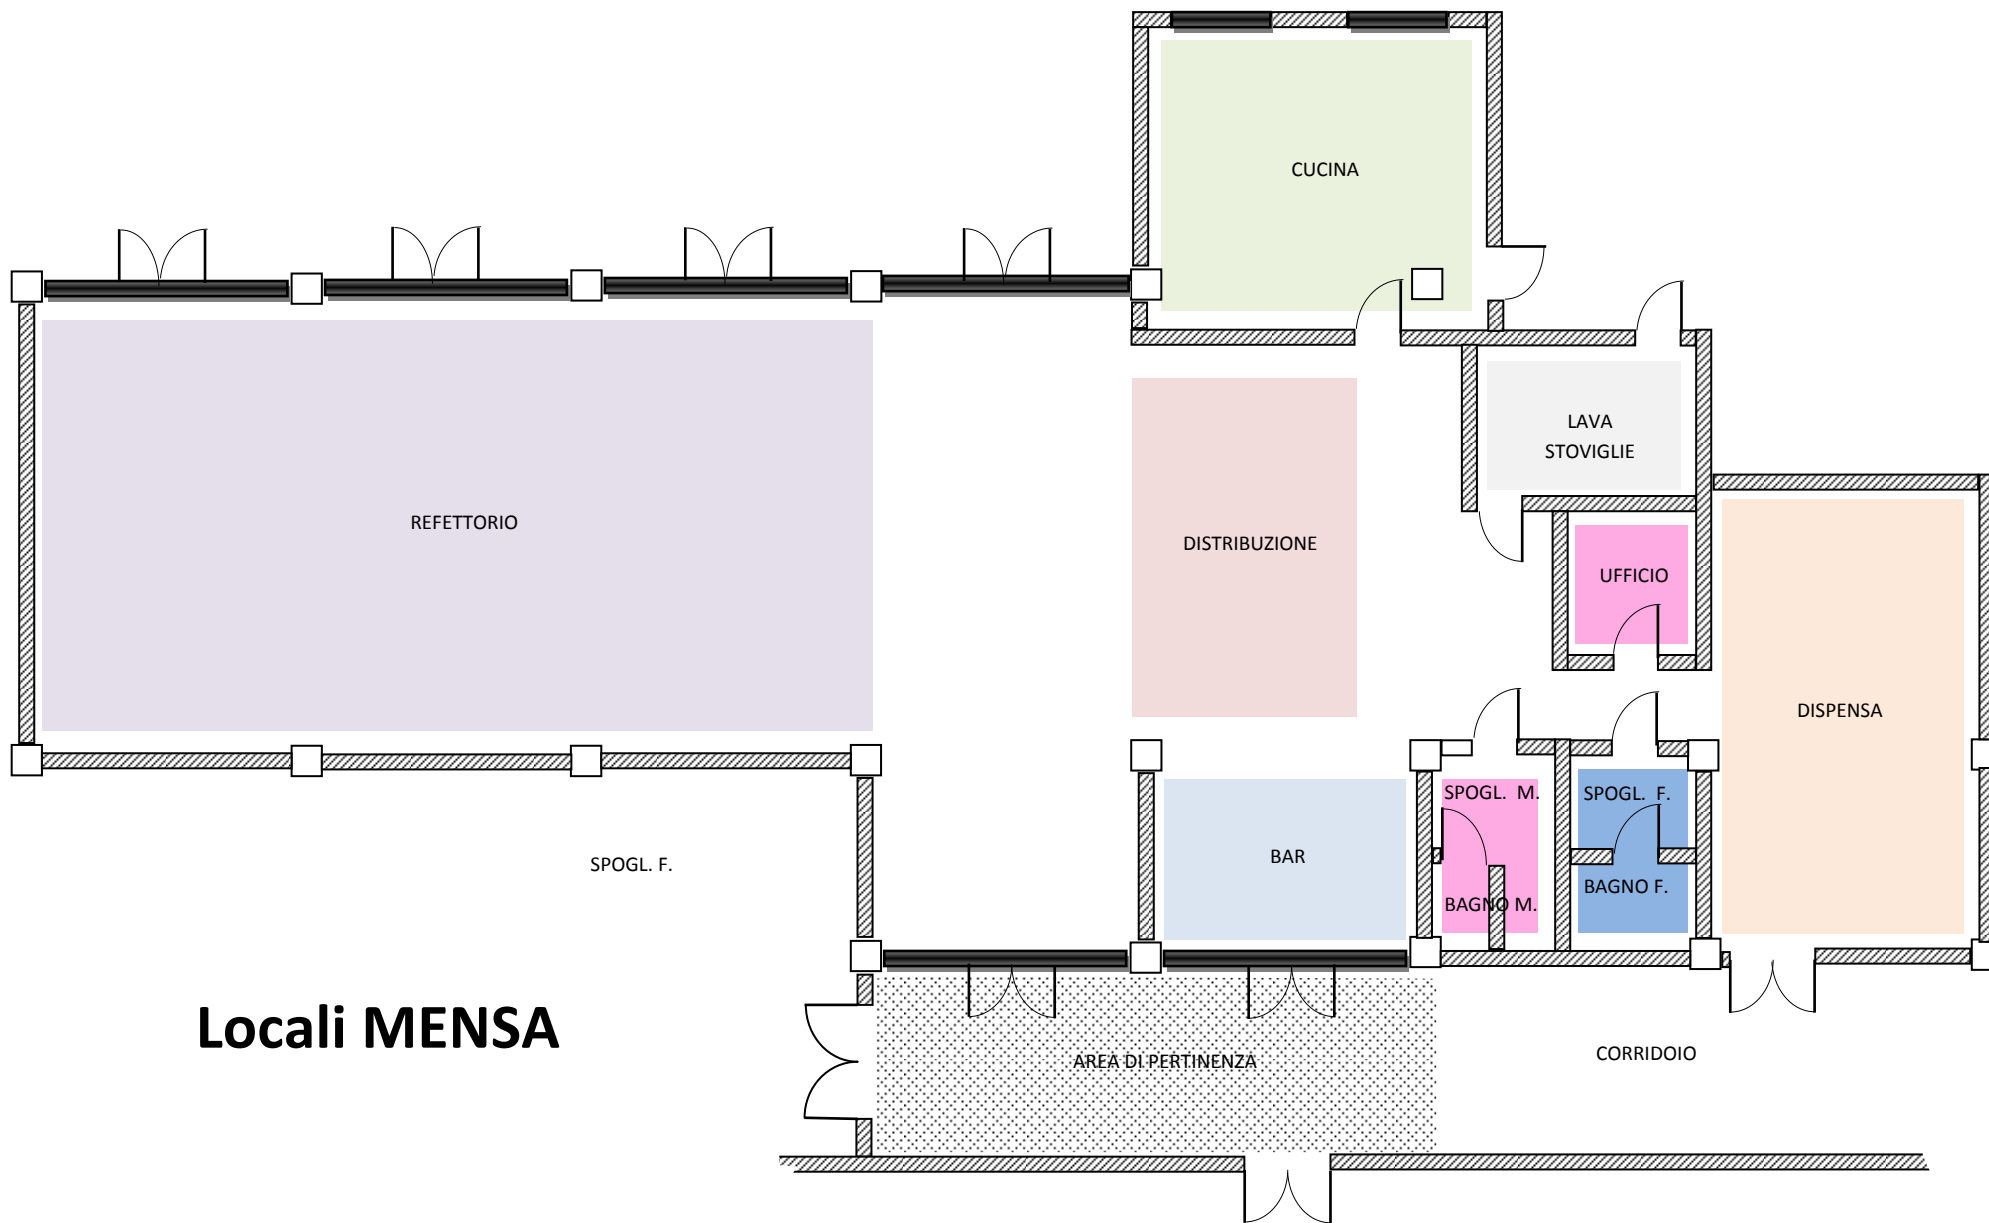 CUCINA
LAVA
STOVIGLIE
REFETTORIO
DISTRIBUZIONE
UFFICIO
DISPENSA
SPOGL. M.
SPOGL. F.
BAR
SPOGL. F.
BAGNO F.
BAGNO M.
Locali MENSA
AREA DI PERTINENZA
CORRIDOIO